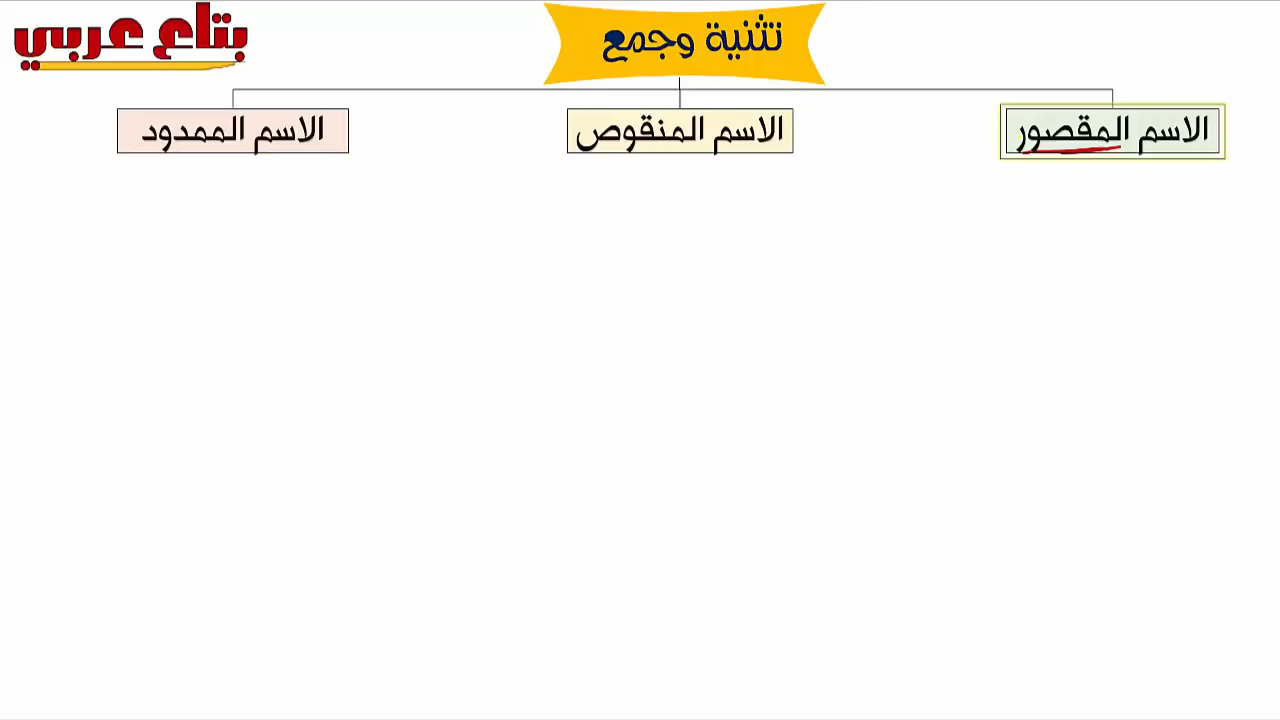 بتاع عربي
تثنية وجمع
الاسم المقصور
الاسم المنقوص
الاسم الممدود